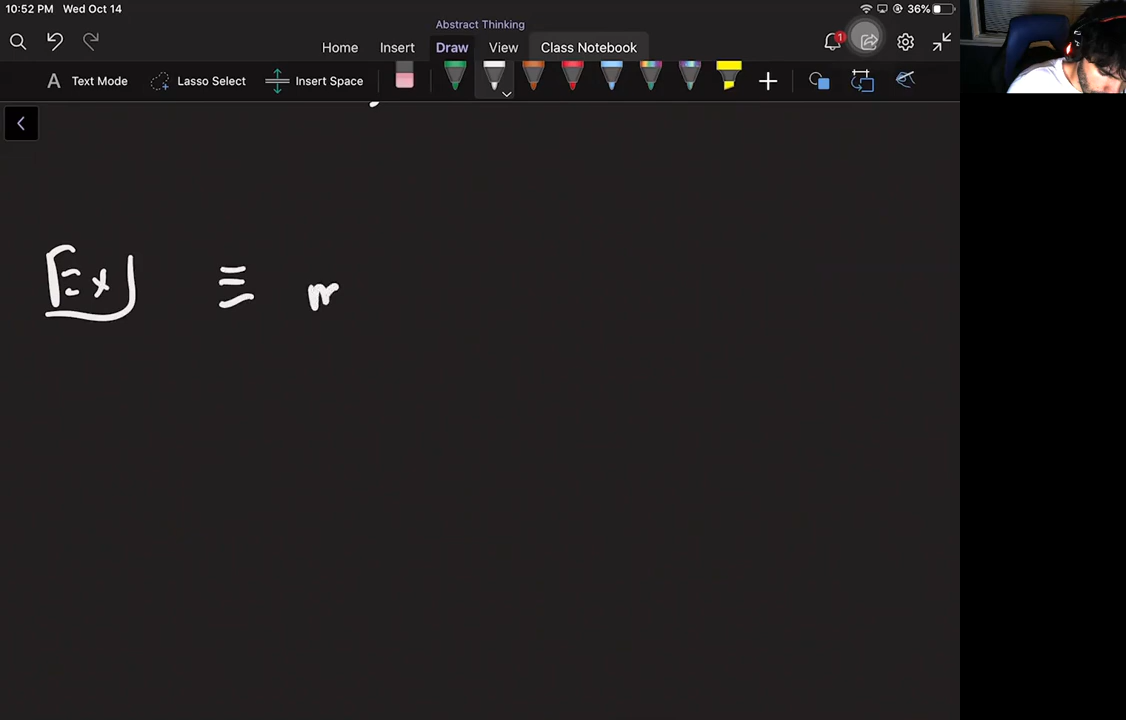 10:52 PM Wed Oct 14
36%
Abstract Thinking
Home Insert Draw View Class Notebook
1
A Text Mode Lasso Select Insert Space
Ex ≡ m